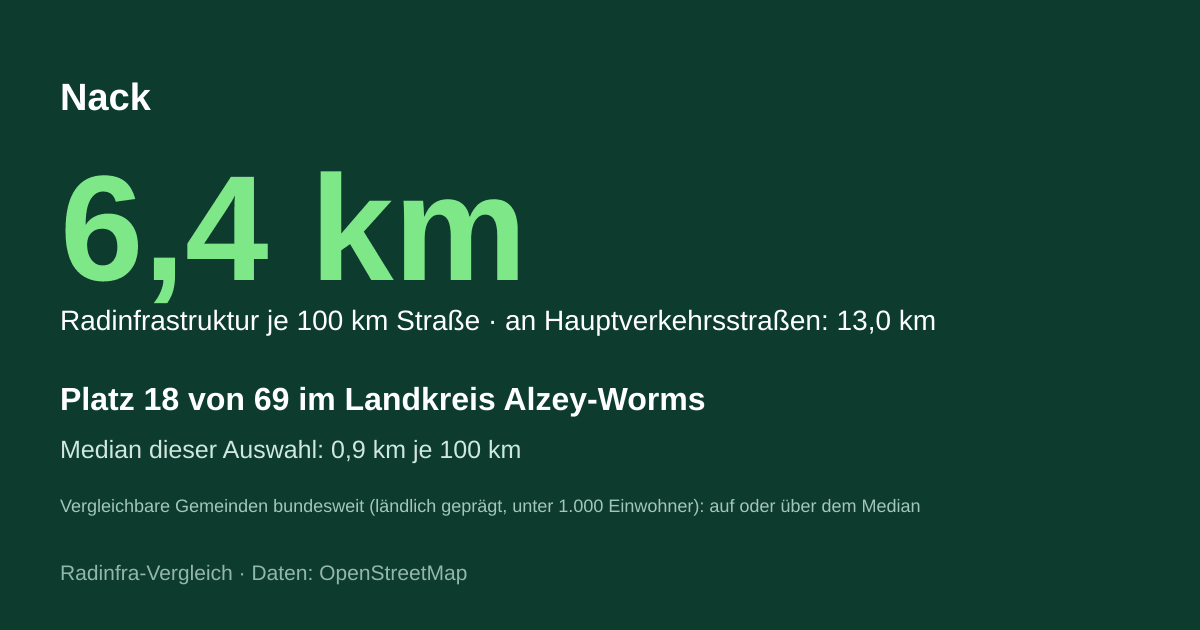 Nack
6,4 km
Radinfrastruktur je 100 km Straße · an Hauptverkehrsstraßen: 13,0 km
Platz 18 von 69 im Landkreis Alzey-Worms
Median dieser Auswahl: 0,9 km je 100 km
Vergleichbare Gemeinden bundesweit (ländlich geprägt, unter 1.000 Einwohner): auf oder über dem Median
Radinfra-Vergleich · Daten: OpenStreetMap